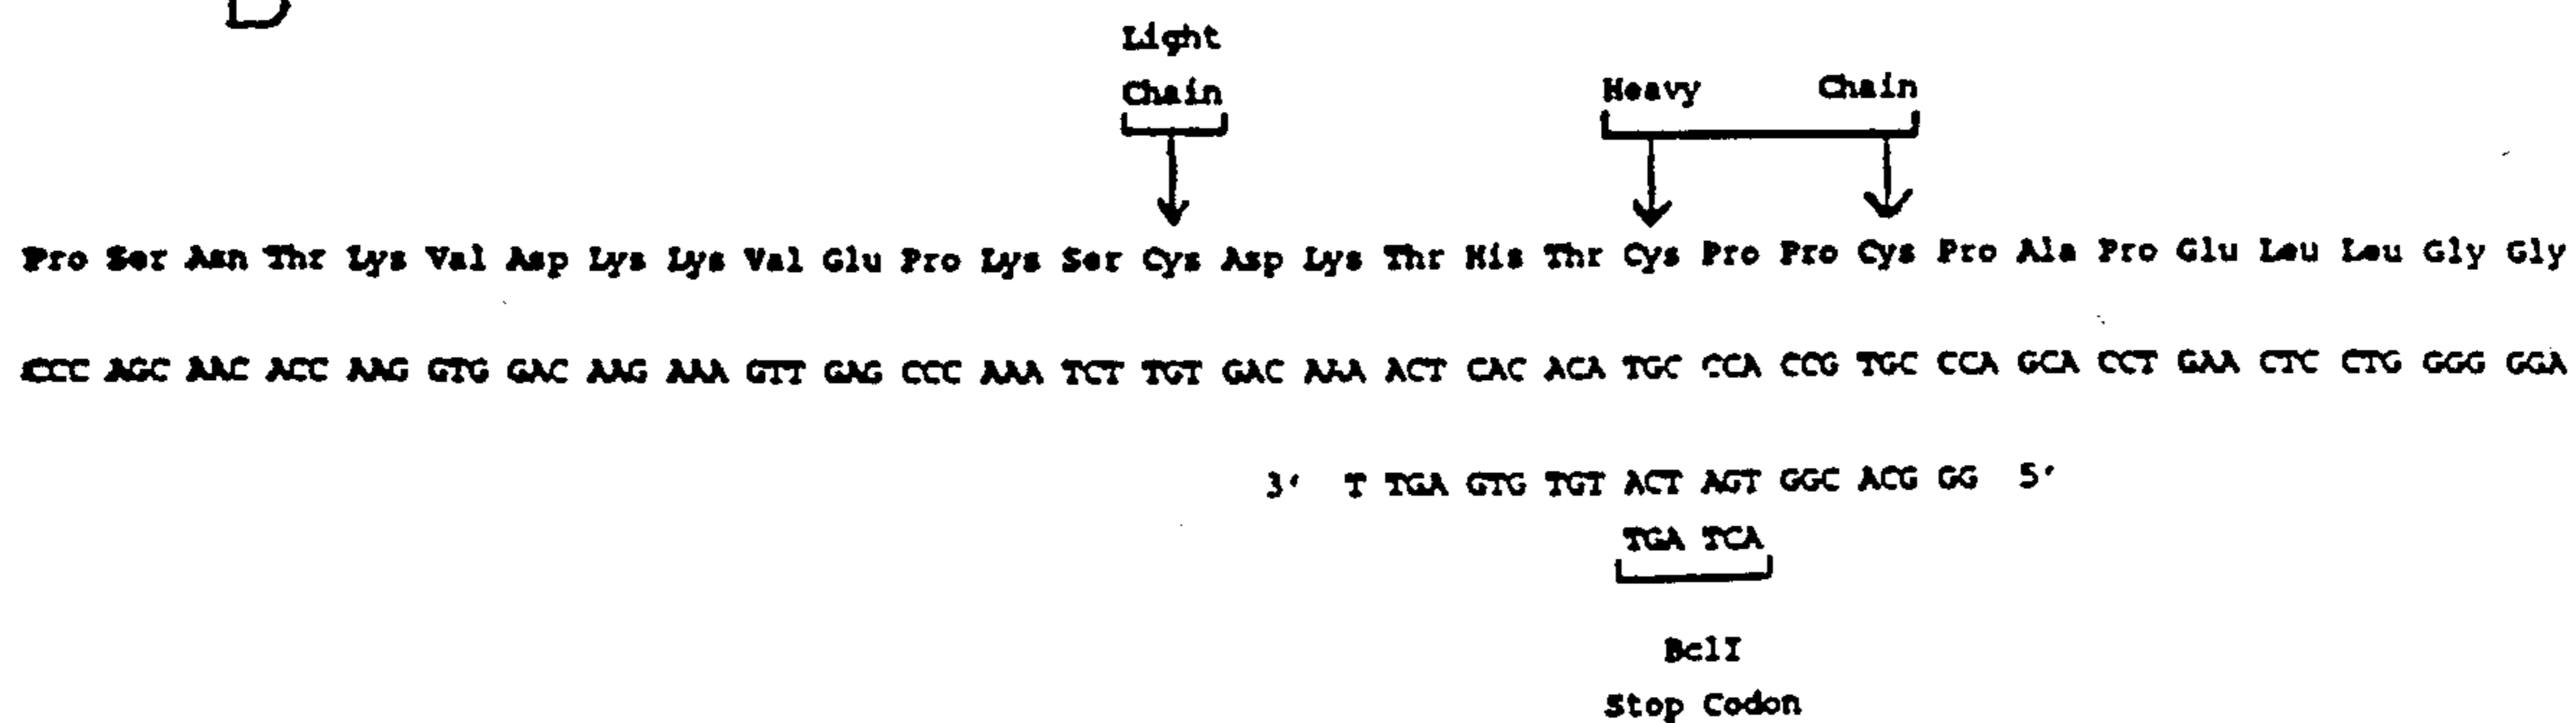 Light
Chain
Heavy Chain
Pro Ser Asn Thr Lys Val Asp Lys Lys Val Glu Pro Lys Ser Cys Asp Lys Thr His Thr Cys Pro Pro Cys Pro Ala Pro Glu Leu Leu Gly Gly
CCC AGC AAC ACC AAG GTG GAC AAG AAA GTT GAG CCC AAA TCT TGT GAC AAA ACT CAC ACA TGC CCA CCG TGC CCA GCA CCT GAA CTC CTG GGG GGA
3' T TGA GTG TGT ACT AGT GGC ACG GG 5'
TGA TCA
BclI
Stop Codon